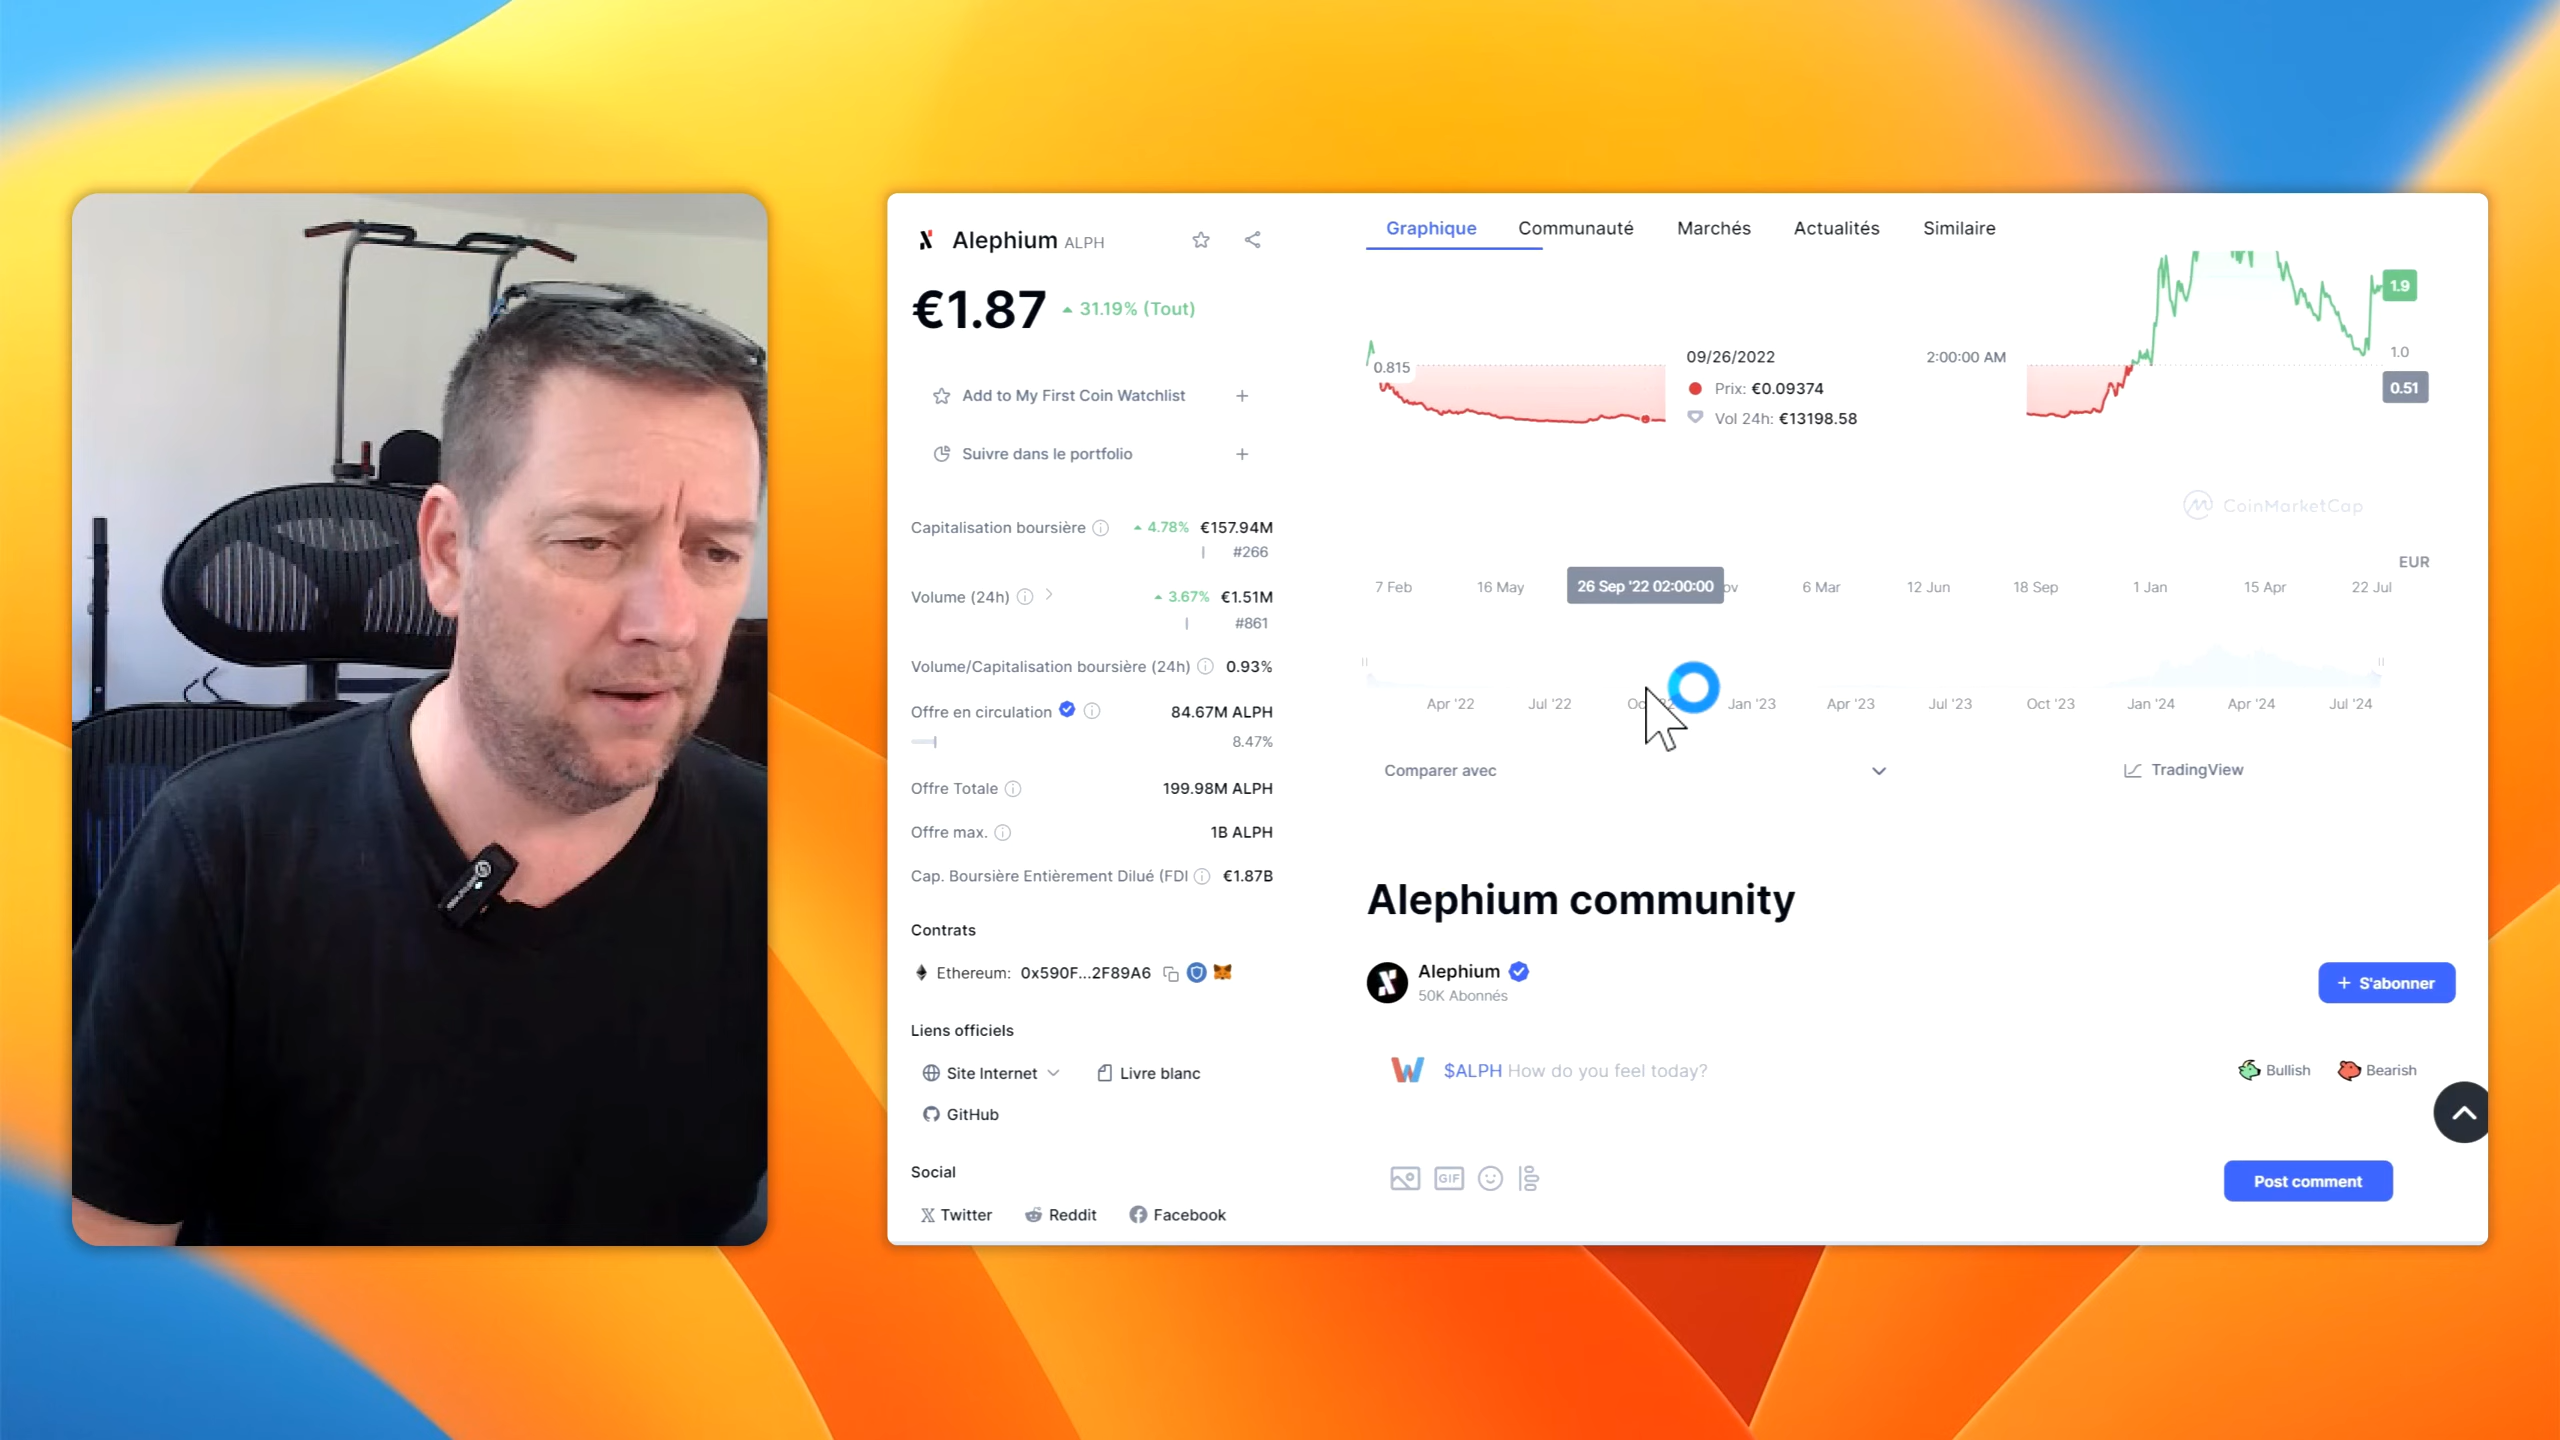 Alephium ALPH
€1.87 31.19% (Tout)
Add to My First Coin Watchlist +
Suivre dans le portfolio +
Capitalisation boursière 4.78% €157.94M
#266
Volume (24h) 3.67% €1.51M
#861
Volume/Capitalisation boursière (24h) 0.93%
Offre en circulation 84.67M ALPH
8.47%
Offre Totale 199.98M ALPH
Offre max. 1B ALPH
Cap. Boursière Entièrement Dilué (FDI €1.87B
Contrats
Ethereum: 0x590F...2F89A6
Liens officiels
Site Internet Livre blanc
GitHub
Social
Twitter Reddit Facebook
Graphique Communauté Marchés Actualités Similaire
1.9
0.815
09/26/2022 2:00:00 AM
1.0
Prix: €0.09374
0.51
Vol 24h: €13198.58
CoinMarketCap
EUR
7 Feb 16 May 26 Sep '22 02:00:00 ov 6 Mar 12 Jun 18 Sep 1 Jan 15 Apr 22 Jul
Apr '22 Jul '22 Jan '23 Apr '23 Jul '23 Oct '23 Jan '24 Apr '24 Jul '24
Comparer avec TradingView
Alephium community
Alephium
50K Abonnés
+ S'abonner
$ALPH How do you feel today?
Bullish Bearish
GIF
Post comment